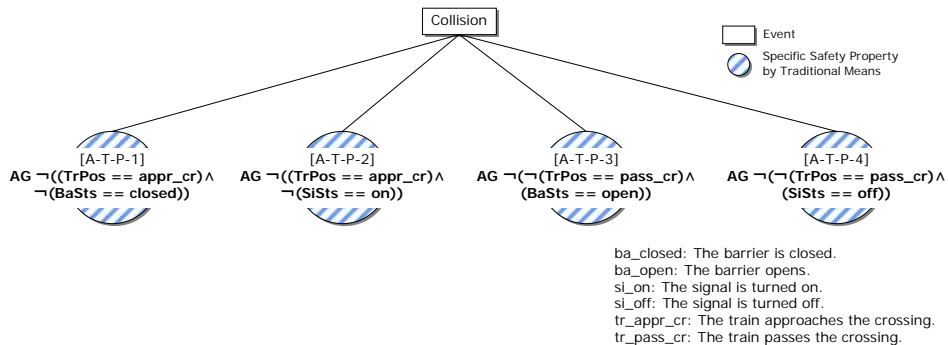 Collision
Event
Specific Safety Property
by Traditional Means
[A-T-P-1]
AG ¬((TrPos == appr_cr)∧
¬(BaSts == closed))
[A-T-P-2]
AG ¬((TrPos == appr_cr)∧
¬(SiSts == on))
[A-T-P-3]
AG ¬(¬(TrPos == pass_cr)∧
(BaSts == open))
[A-T-P-4]
AG ¬(¬(TrPos == pass_cr)∧
(SiSts == off))
ba_closed: The barrier is closed.
ba_open: The barrier opens.
si_on: The signal is turned on.
si_off: The signal is turned off.
tr_appr_cr: The train approaches the crossing.
tr_pass_cr: The train passes the crossing.